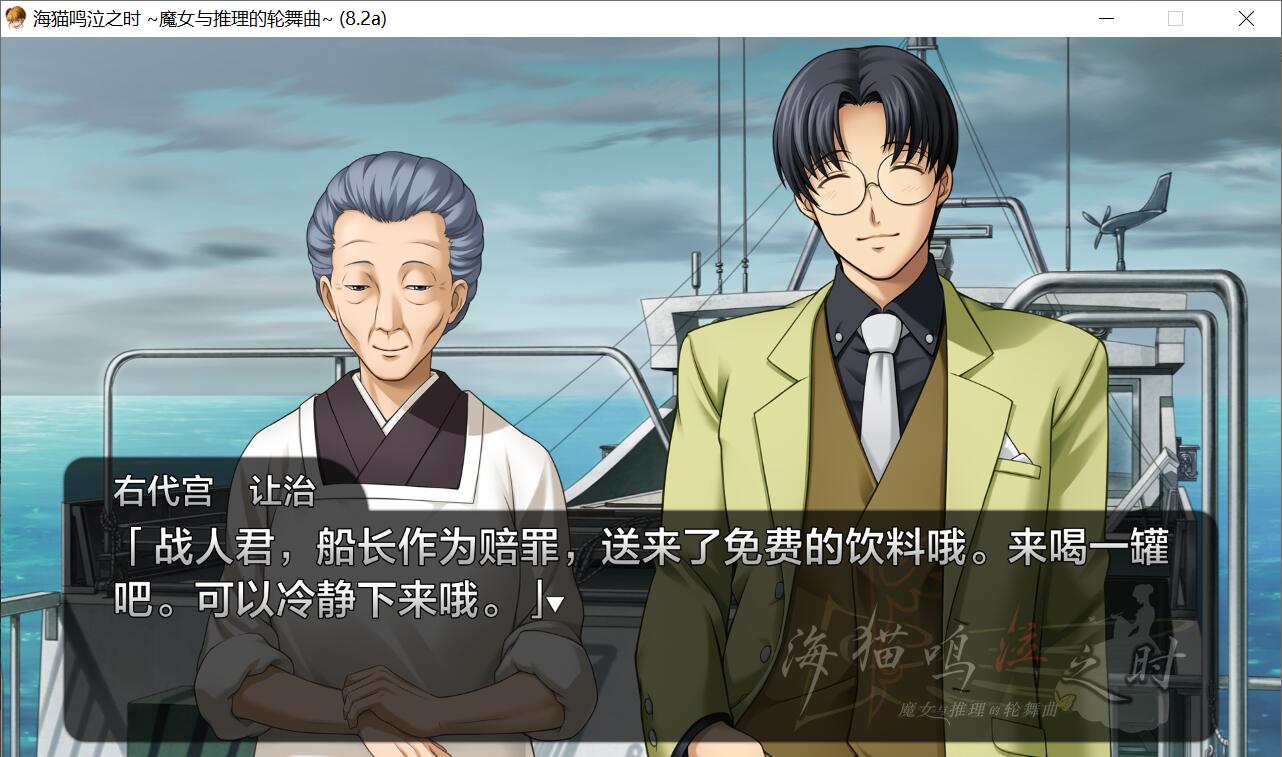 海猫鸣泣之时 ~魔女与推理的轮舞曲~ (8.2a)
右代宫　让治
「战人君，船长作为赔罪，送来了免费的饮料哦。来喝一罐
吧。可以冷静下来哦。」
海猫鸣泣之时
魔女与推理的轮舞曲